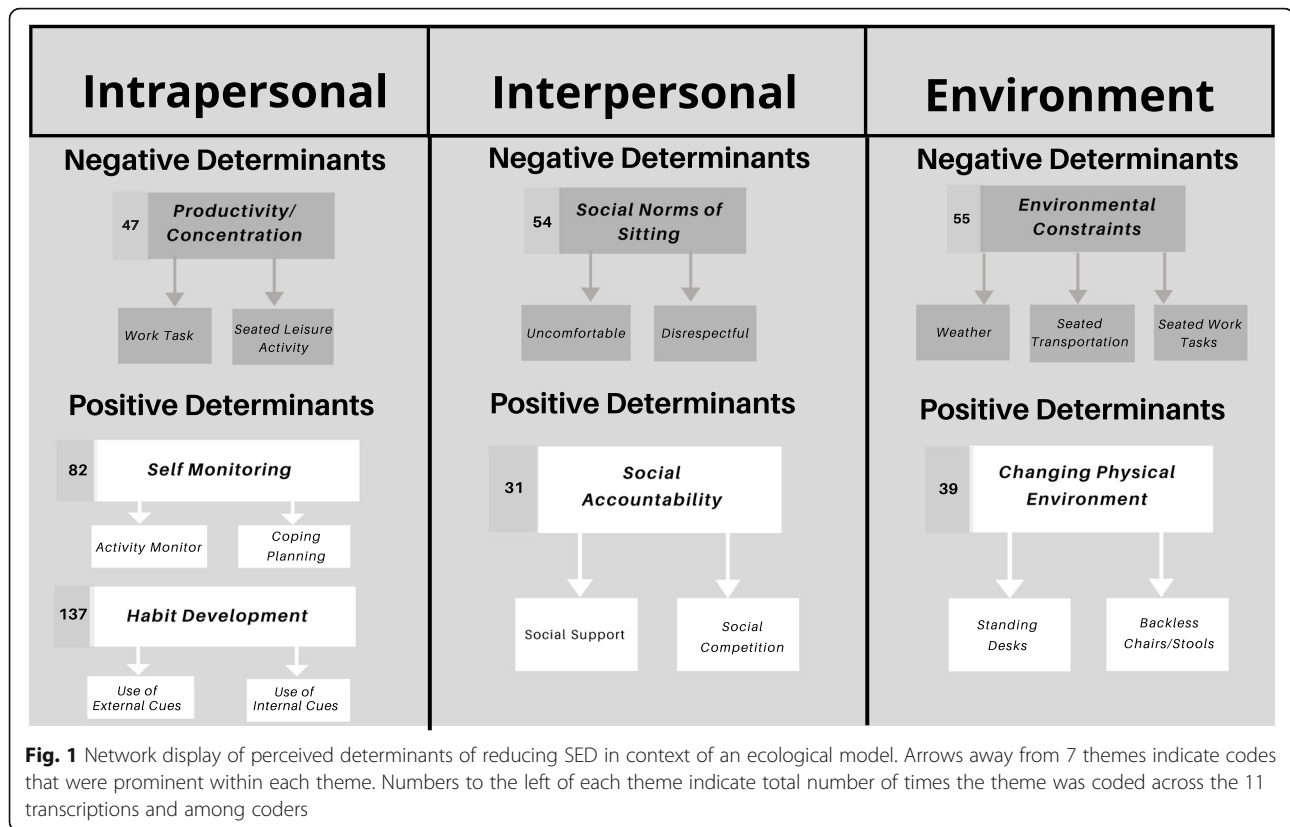 Intrapersonal
Interpersonal
Environment
Negative Determinants
47
Productivity/
Concentration
Work Task
Seated Leisure
Activity
Positive Determinants
82
Self Monitoring
Activity Monitor
Coping
Planning
137
Habit Development
Use of
External Cues
Use of
Internal Cues
Negative Determinants
54
Social Norms of
Sitting
Uncomfortable
Disrespectful
Positive Determinants
31
Social
Accountability
Social Support
Social
Competition
Negative Determinants
55
Environmental
Constraints
Weather
Seated
Transportation
Seated Work
Tasks
Positive Determinants
39
Changing Physical
Environment
Standing
Desks
Backless
Chairs/Stools
Fig. 1 Network display of perceived determinants of reducing SED in context of an ecological model. Arrows away from 7 themes indicate codes
that were prominent within each theme. Numbers to the left of each theme indicate total number of times the theme was coded across the 11
transcriptions and among coders